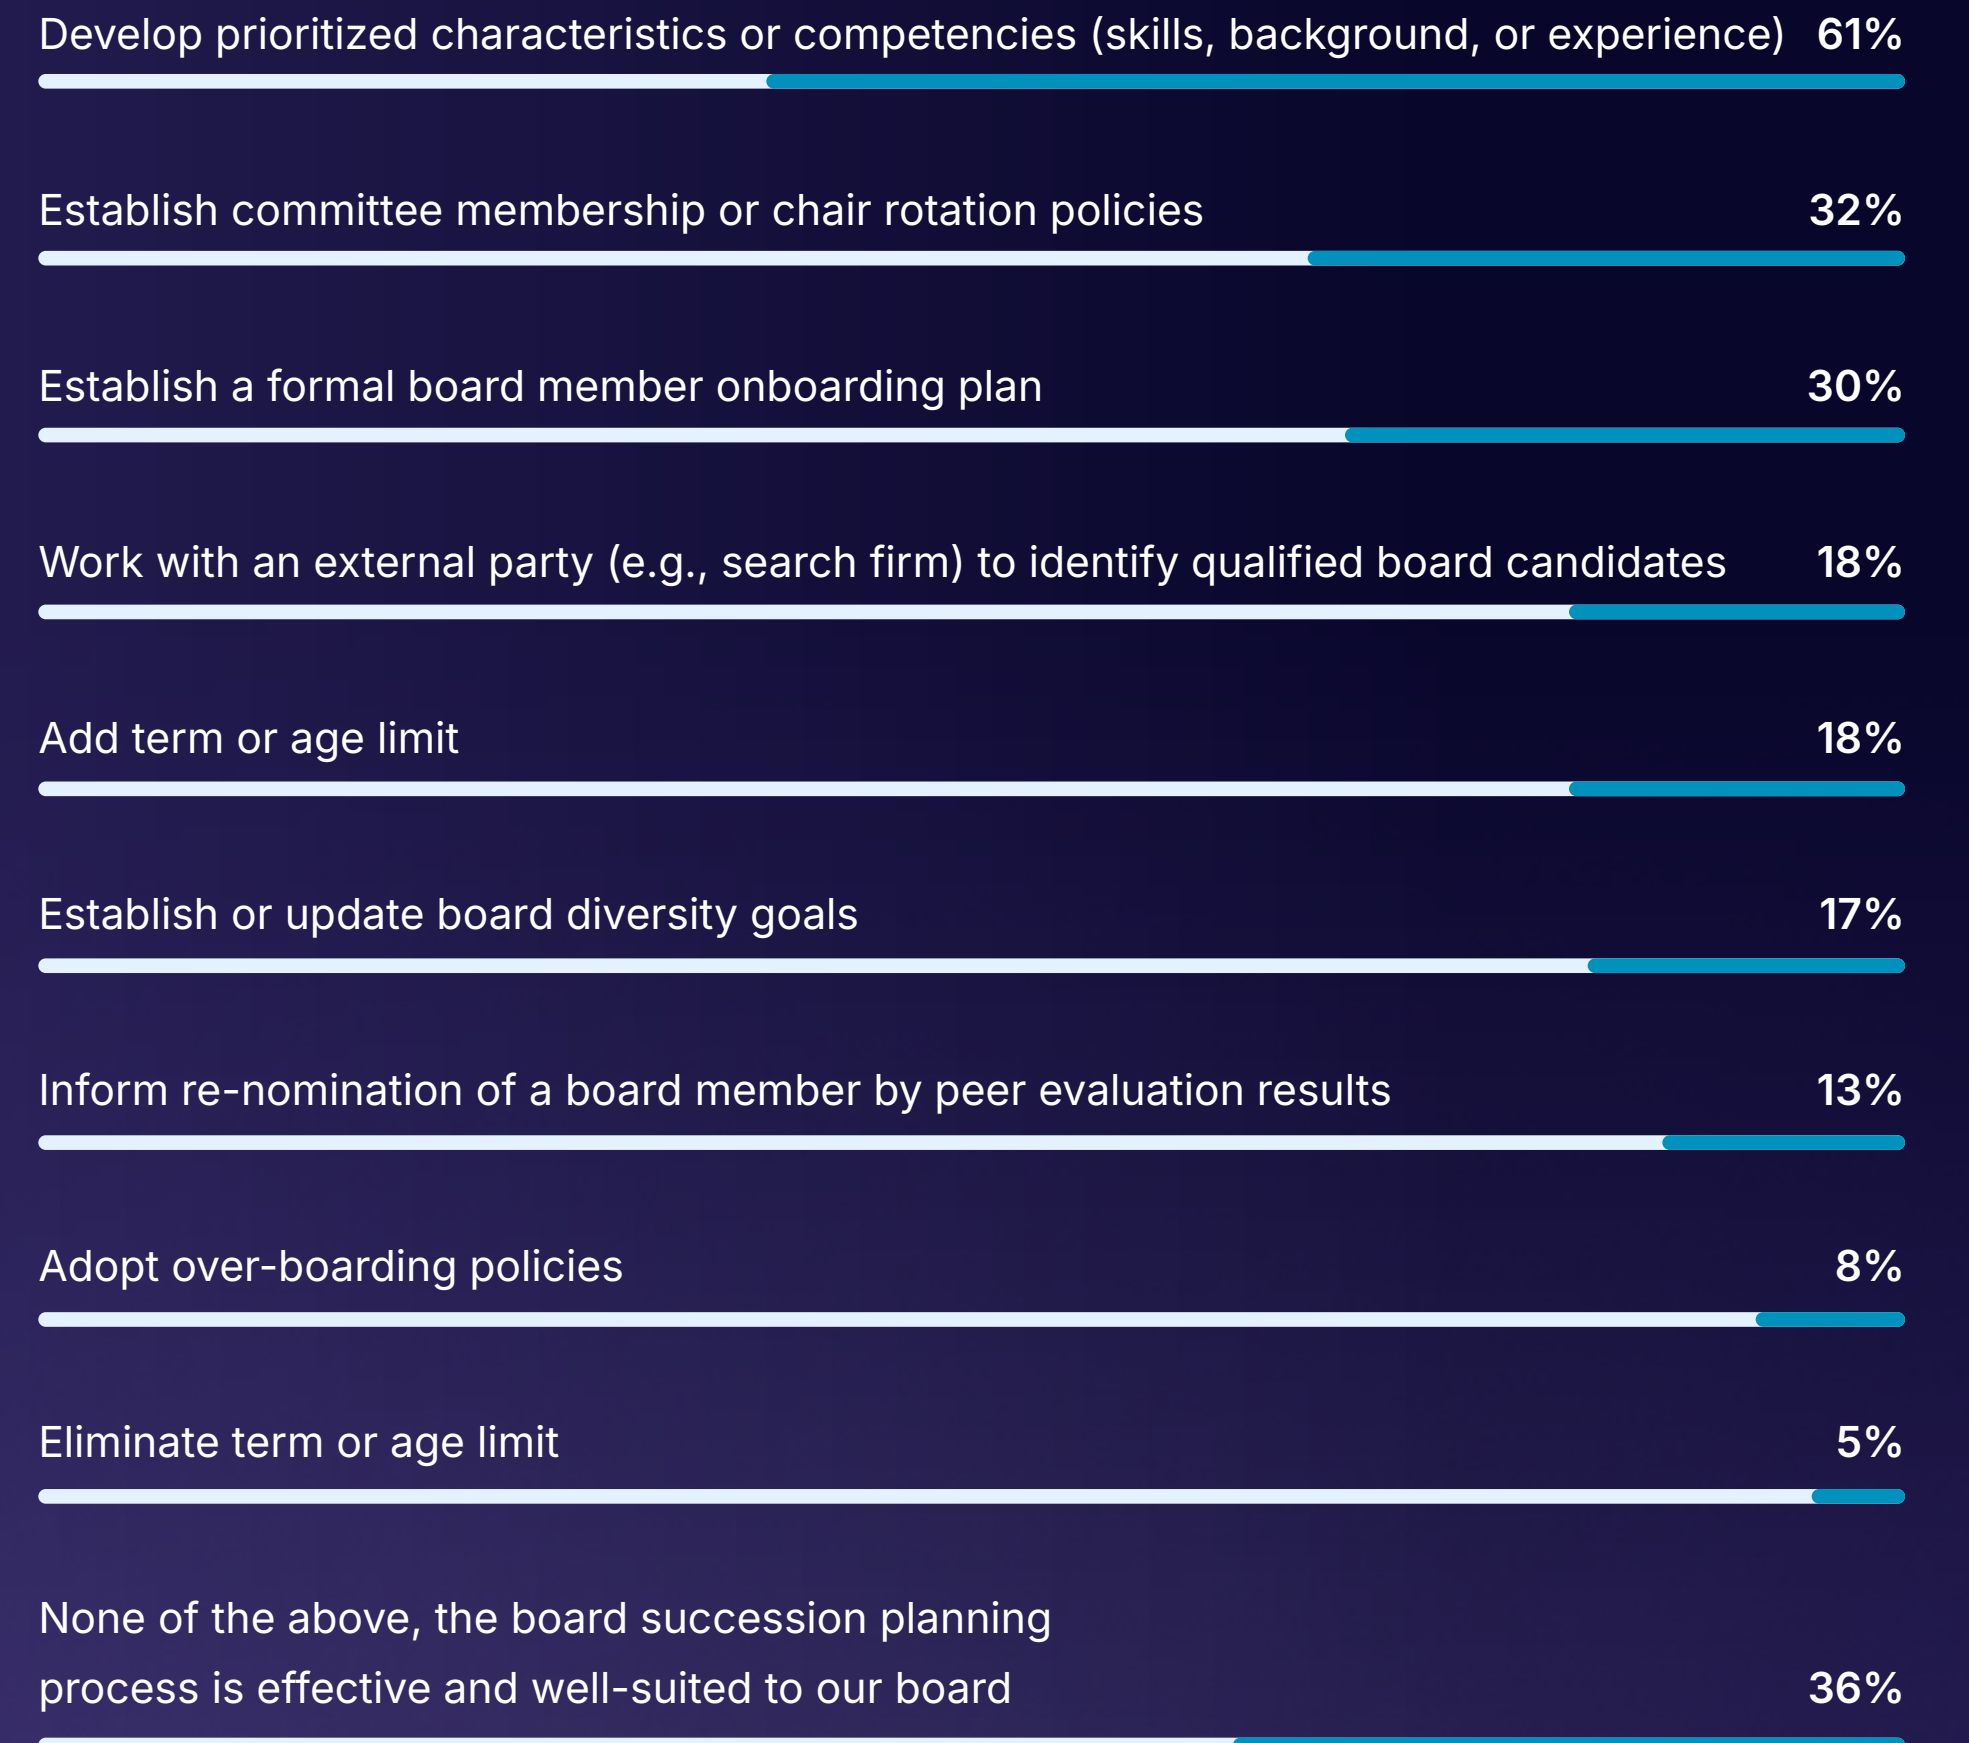 Develop prioritized characteristics or competencies (skills, background, or experience) 61%
Establish committee membership or chair rotation policies 32%
Establish a formal board member onboarding plan 30%
Work with an external party (e.g., search firm) to identify qualified board candidates 18%
Add term or age limit 18%
Establish or update board diversity goals 17%
Inform re-nomination of a board member by peer evaluation results 13%
Adopt over-boarding policies 8%
Eliminate term or age limit 5%
None of the above, the board succession planning
process is effective and well-suited to our board 36%